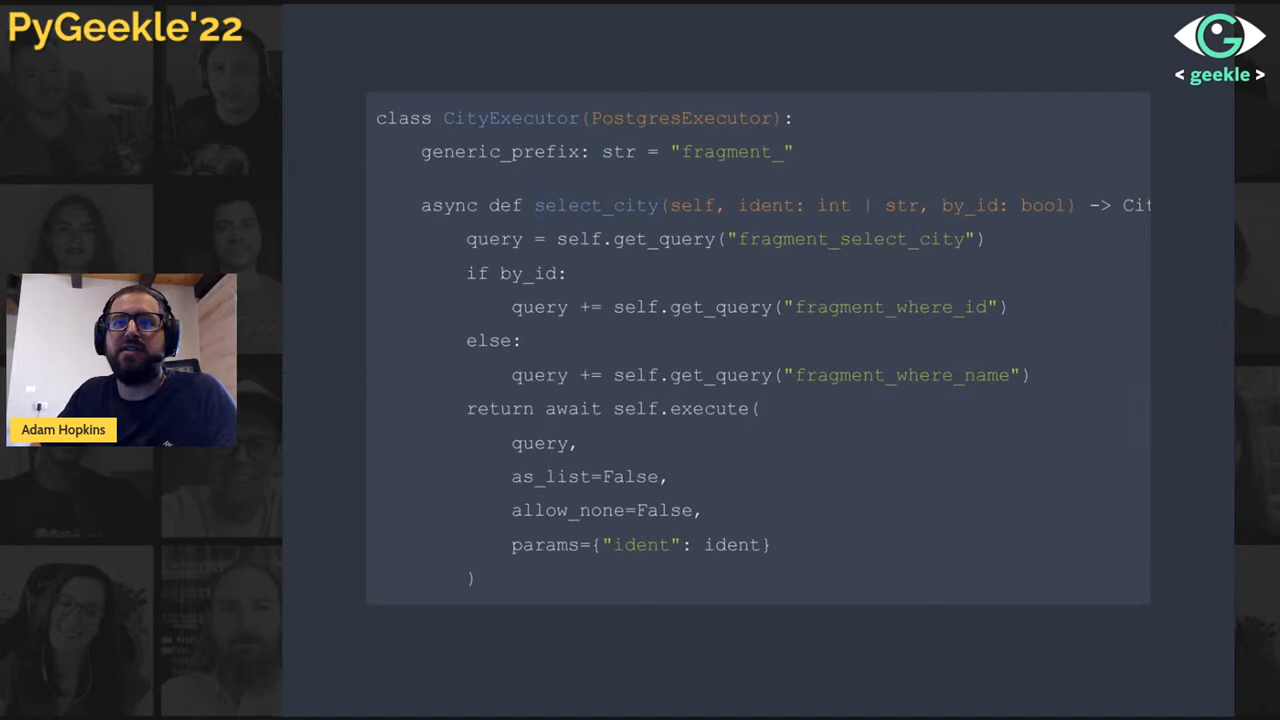 PyGeekle'22
< geekle >
class CityExecutor(PostgresExecutor):
generic_prefix: str = "fragment_"
async def select_city(self, ident: int | str, by_id: bool) -> Cit
query = self.get_query("fragment_select_city")
if by_id:
query += self.get_query("fragment_where_id")
else:
query += self.get_query("fragment_where_name")
return await self.execute(
query,
as_list=False,
allow_none=False,
params={"ident": ident}
)
Adam Hopkins